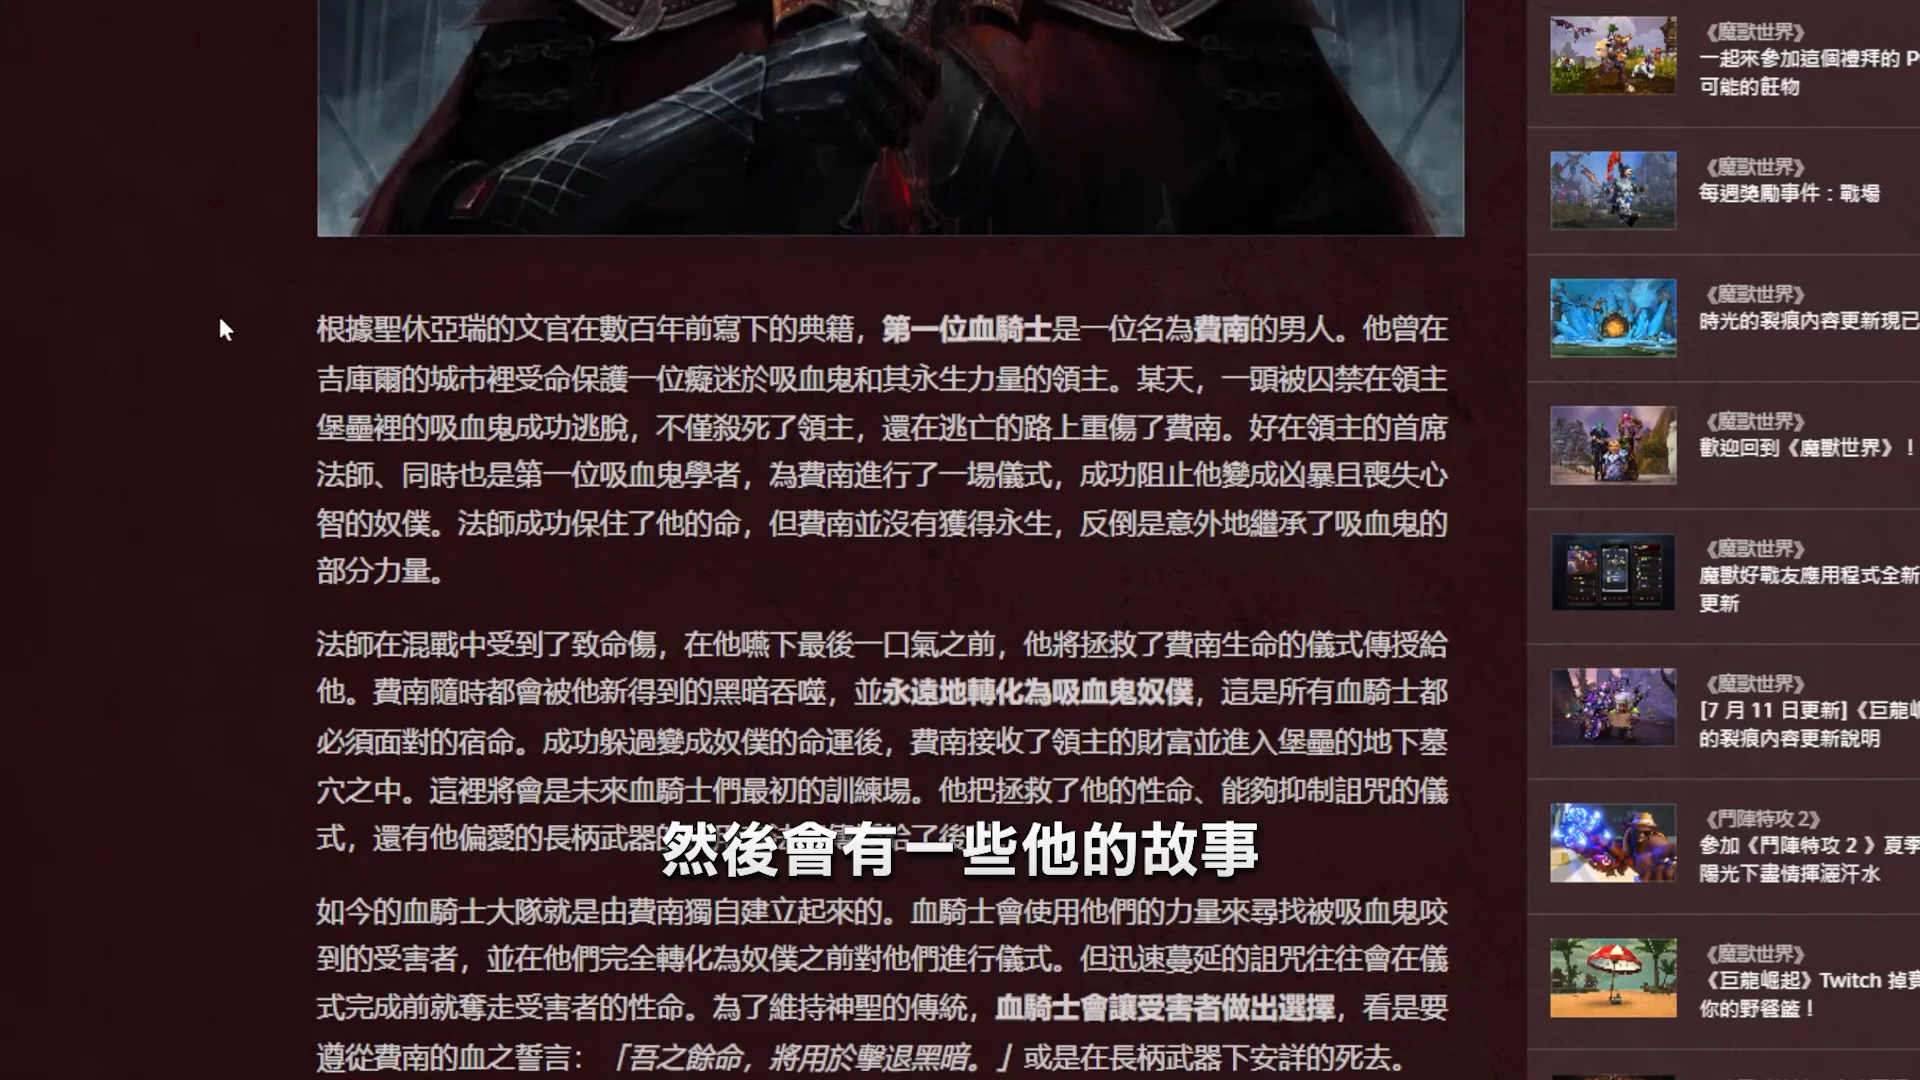 根據聖休亞瑞的文官在數百年前寫下的典籍，第一位血騎士是一位名為費南的男人。他曾在
吉庫爾的城市裡受命保護一位癡迷於吸血鬼和其永生力量的領主。某天，一頭被囚禁在領主
堡壘裡的吸血鬼成功逃脫，不僅殺死了領主，還在逃亡的路上重傷了費南。好在領主的首席
法師、同時也是第一位吸血鬼學者，為費南進行了一場儀式，成功阻止他變成凶暴且喪失心
智的奴僕。法師成功保住了他的命，但費南並沒有獲得永生，反倒是意外地繼承了吸血鬼的
部分力量。
法師在混戰中受到了致命傷，在他嚥下最後一口氣之前，他將拯救了費南生命的儀式傳授給
他。費南隨時都會被他新得到的黑暗吞噬，並永遠地轉化為吸血鬼奴僕，這是所有血騎士都
必須面對的宿命。成功躲過變成奴僕的命運後，費南接收了領主的財富並進入堡壘的地下墓
穴之中。這裡將會是未來血騎士們最初的訓練場。他把拯救了他的性命、能夠抑制詛咒的儀
式，還有他偏愛的長柄武器
然後會有一些他的故事
如今的血騎士大隊就是由費南獨自建立起來的。血騎士會使用他們的力量來尋找被吸血鬼咬
到的受害者，並在他們完全轉化為奴僕之前對他們進行儀式。但迅速蔓延的詛咒往往會在儀
式完成前就奪走受害者的性命。為了維持神聖的傳統，血騎士會讓受害者做出選擇，看是要
遵從費南的血之誓言：「吾之餘命，將用於擊退黑暗。」或是在長柄武器下安詳的死去。
《魔獸世界》
一起來參加這個禮拜的 P
可能的飪物
《魔獸世界》
每週獎勵事件：戰場
《魔獸世界》
時光的裂痕內容更新現已
《魔獸世界》
歡迎回到《魔獸世界》！
《魔獸世界》
魔獸好戰友應用程式全新
更新
《魔獸世界》
[7 月 11 日更新]《巨龍崛
的裂痕內容更新說明
《鬥陣特攻 2》
參加《鬥陣特攻 2 》夏季
陽光下盡情揮灑汗水
《魔獸世界》
《巨龍崛起》Twitch 掉寶
你的野餐籃！